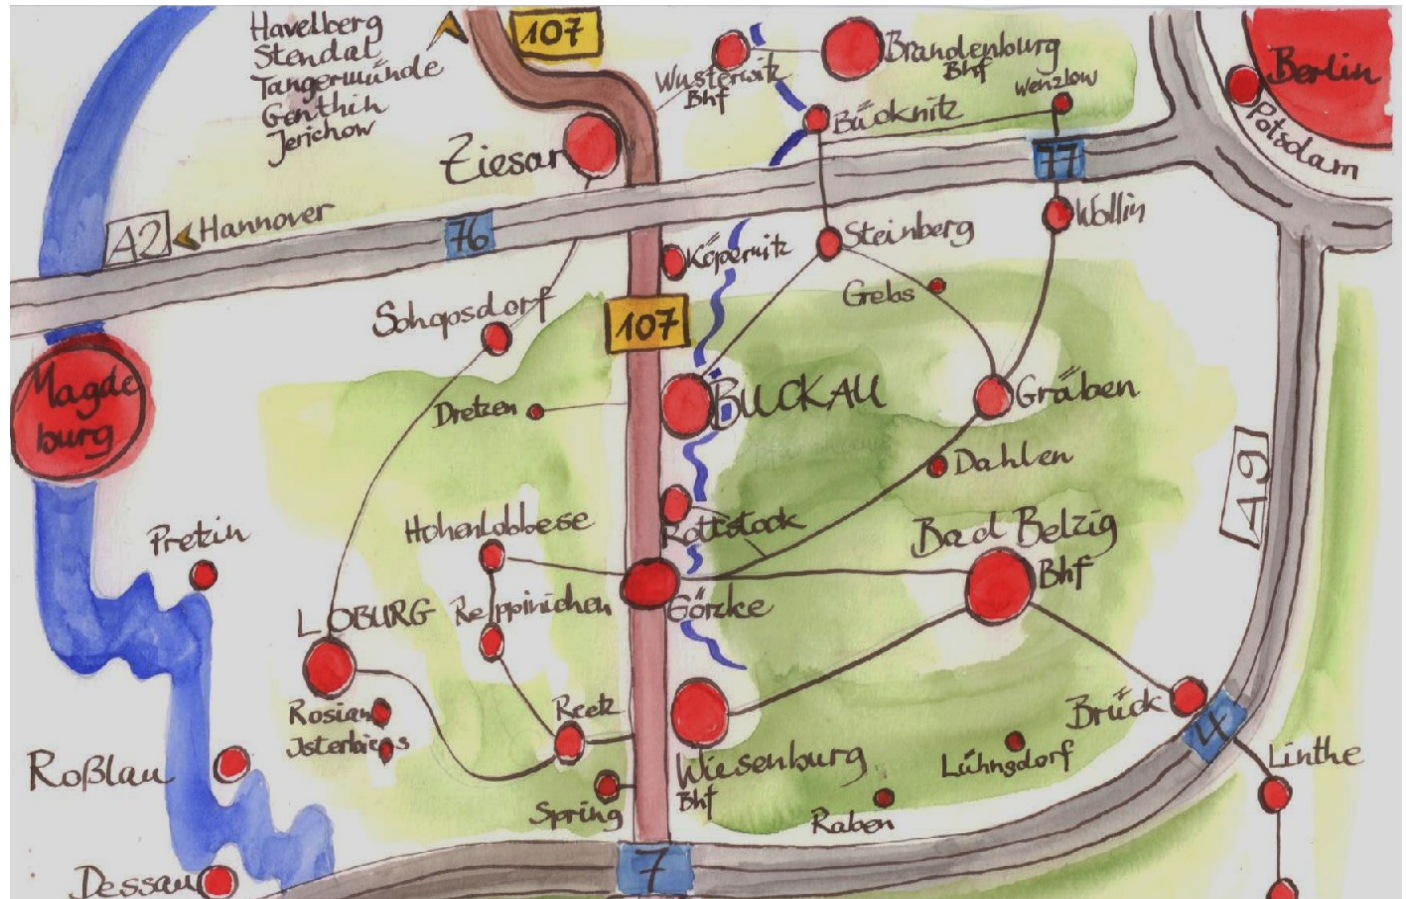 Havelberg
Stendal
Tangermünde
Genthin
Jerichow
107
Wusterwitz
Bhf
Brandenburg
Bhf
Wenzlow
Berlin
Potsdam
Bücknitz
Ziesar
77
A2
Hannover
76
Wollin
Steinberg
Köpernitz
Grebs
Schopsdorf
107
Magde
burg
Dretzen
BUCKAU
Gräben
Dahlen
A9
Hohenlobbese
Rottstock
Bad Belzig
Bhf
Pretzin
LOBURG
Reppinichen
Görzke
Rosian
Isterbies
Reetz
Brück
4
Roßlau
Wiesenburg
Bhf
Lühnsdorf
Linthe
Spring
Raben
Dessau
7